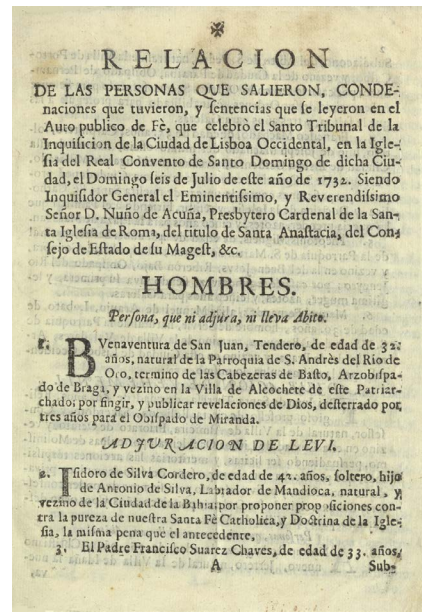 RELACION
DE LAS PERSONAS QUE SALIERON, CONDE-
naciones que tuvieron, y sentencias que se leyeron en el
Auto publico de Fè, que celebrò el Santo Tribunal de la
Inquisicion de la Ciudad de Lisboa Occidental, en la Igle-
sia del Real Convento de Santo Domingo de dicha Ciu-
dad, el Domingo seis de Julio de este año de 1732. Siendo
Inquisidor General el Eminentissimo, y Reverendissimo
Señor D. Nuño de Acuña, Presbytero Cardenal de la San-
ta Iglesia de Roma, del titulo de Santa Anastacia, del Con-
sejo de Estado de su Magest, &c.
HOMBRES.
Persona, que ni adjura, ni lleva Abito.
1. BVenaventura de San Juan, Tendero, de edad de 32
años, natural de la Parroquia de S. Andrès del Rio de
Oro, termino de las Cabezeras de Basto, Arzobispa-
do de Braga, y vezino en la Villa de Alcochete de este Patriar-
chado; por fingir, y publicar revelaciones de Dios, desterrado por
tres años para el Obispado de Miranda.
ADJURACION DE LEVI.
2. Isidoro de Silva Cordero, de edad de 42. años, soltero, hijo
de Antonio de Silva, Labrador de Mandioca, natural, y
vezino de la Ciudad de la Bahia; por proponer proposiciones con-
tra la pureza de nuestra Santa Fè Catholica, y Doctrina de la Igle-
sia, la misma pena que el antecedente,
3. El Padre Francisco Suarez Chaves, de edad de 33. años,
A Sub-